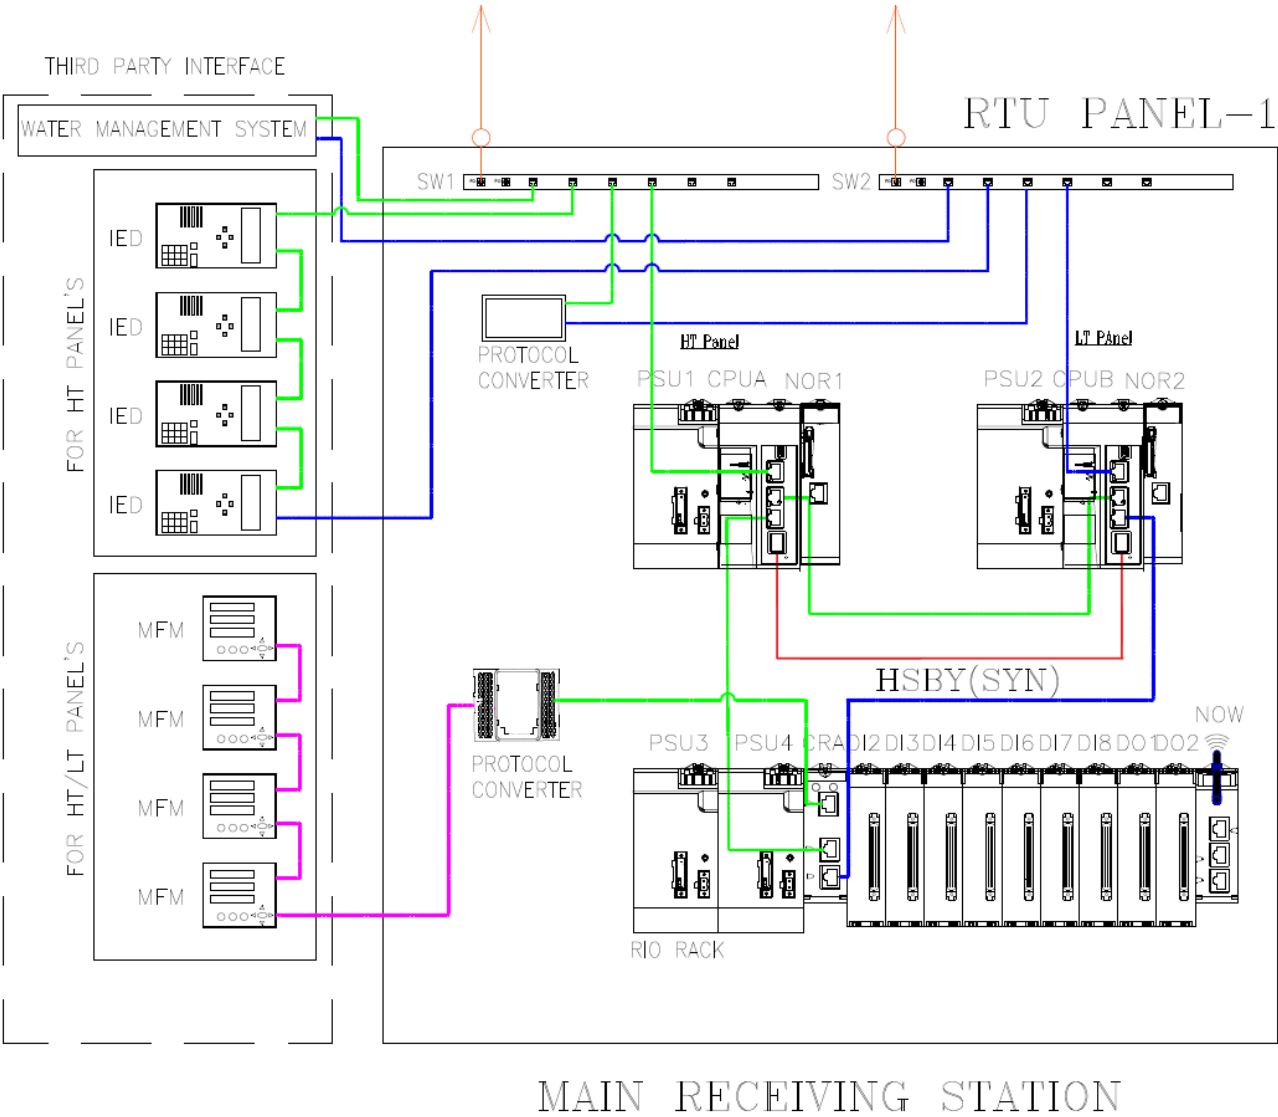 THIRD PARTY INTERFACE
RTU PANEL-1
WATER MANAGEMENT SYSTEM
SW1
SW2
IED
IED
IED
IED
FOR HT PANEL'S
PROTOCOL
CONVERTER
HT Panel
LT PAnel
PSU1 CPUA NOR1
PSU2 CPUB NOR2
MFM
MFM
MFM
MFM
FOR HT/LT PANEL'S
HSBY(SYN)
NOW
PSU3 PSU4 CRA DI2 DI3 DI4 DI5 DI6 DI7 DI8 DO1 DO2
PROTOCOL
CONVERTER
RIO RACK
MAIN RECEIVING STATION